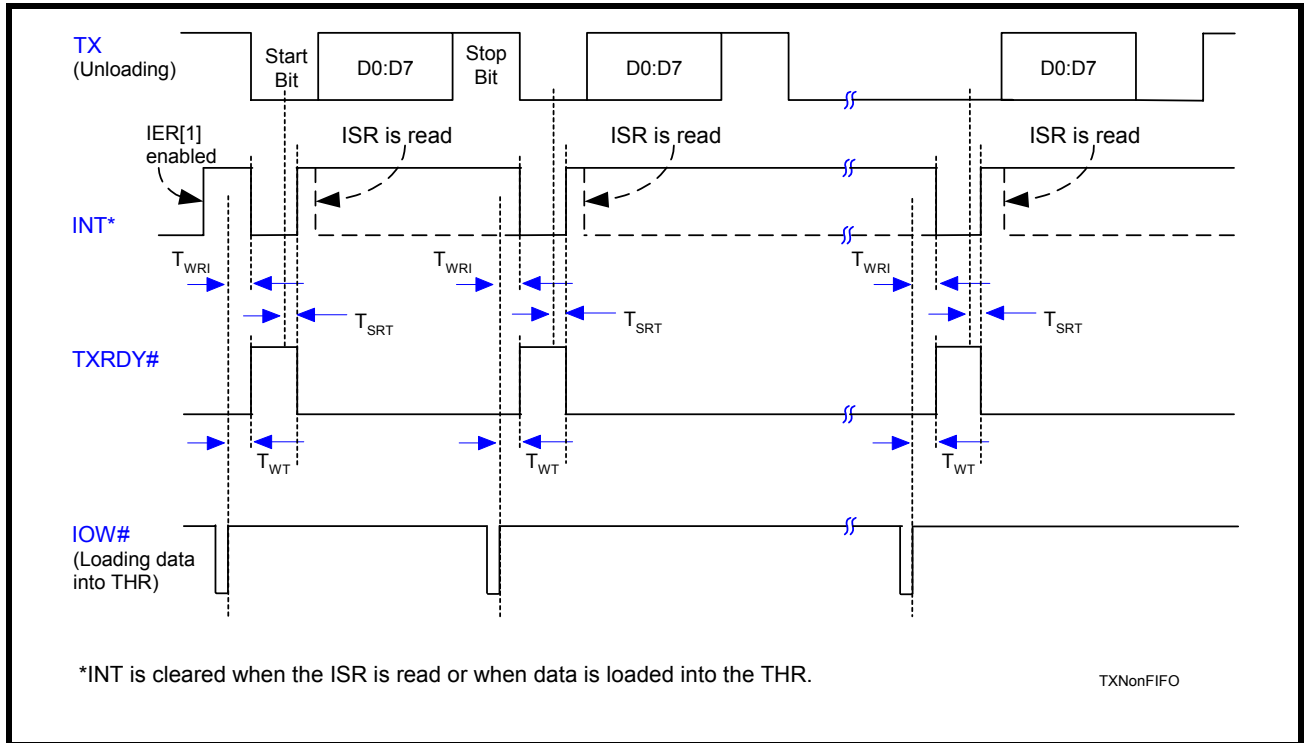 TX
(Unloading)
Start
Bit
D0:D7
Stop
Bit
D0:D7
D0:D7
IER[1]
enabled
ISR is read
ISR is read
ISR is read
INT*
TWRI
TWRI
TWRI
TSRT
TSRT
TSRT
TXRDY#
TWT
TWT
TWT
IOW#
(Loading data
into THR)
*INT is cleared when the ISR is read or when data is loaded into the THR.
TXNonFIFO